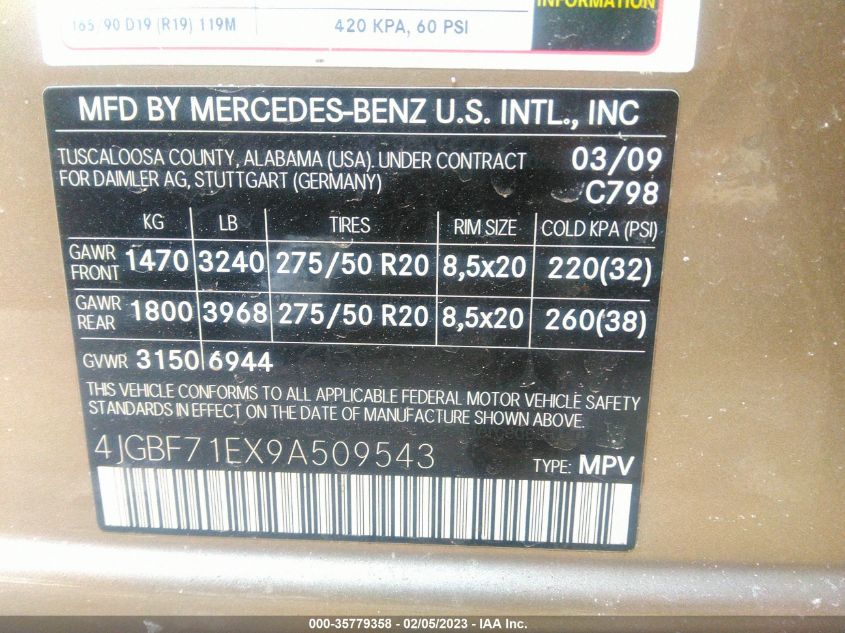 INFORMATION
165/90 D19 (R19) 119M 420 KPA, 60 PSI
MFD BY MERCEDES-BENZ U.S. INTL., INC
TUSCALOOSA COUNTY, ALABAMA (USA). UNDER CONTRACT 03/09
FOR DAIMLER AG, STUTTGART (GERMANY) C798
KG LB TIRES RIM SIZE COLD KPA (PSI)
GAWR FRONT 1470 3240 275/50 R20 8,5x20 220(32)
GAWR REAR 1800 3968 275/50 R20 8,5x20 260(38)
GVWR 3150 6944
THIS VEHICLE CONFORMS TO ALL APPLICABLE FEDERAL MOTOR VEHICLE SAFETY
AND THEFT PREVENTION STANDARDS IN EFFECT ON THE DATE OF MANUFACTURE SHOWN ABOVE.
4JGBF71EX9A509543 TYPE: MPV
000-35779358 - 02/05/2023 - IAA Inc.